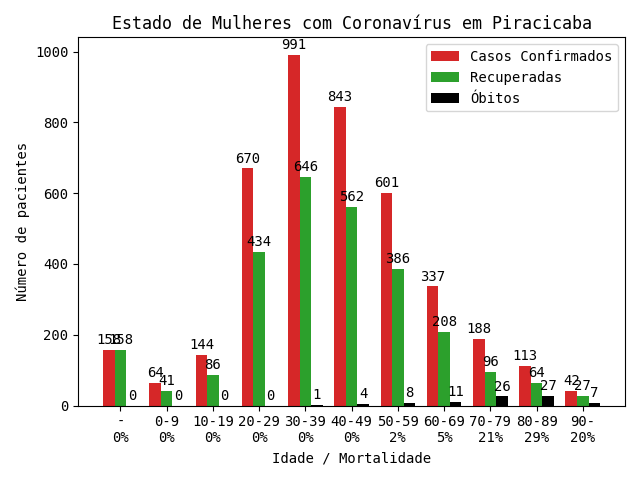 Estado de Mulheres com Coronavírus em Piracicaba
Casos Confirmados
Recuperadas
Óbitos
Número de pacientes
1000
800
600
400
200
0
158 158 0
64 41 0
144 86 0
670 434 0
991 646 1
843 562 4
601 386 8
337 208 11
188 96 26
113 64 27
42 27 7
- 0-9 10-19 20-29 30-39 40-49 50-59 60-69 70-79 80-89 90-
0% 0% 0% 0% 0% 0% 2% 5% 21% 29% 20%
Idade / Mortalidade